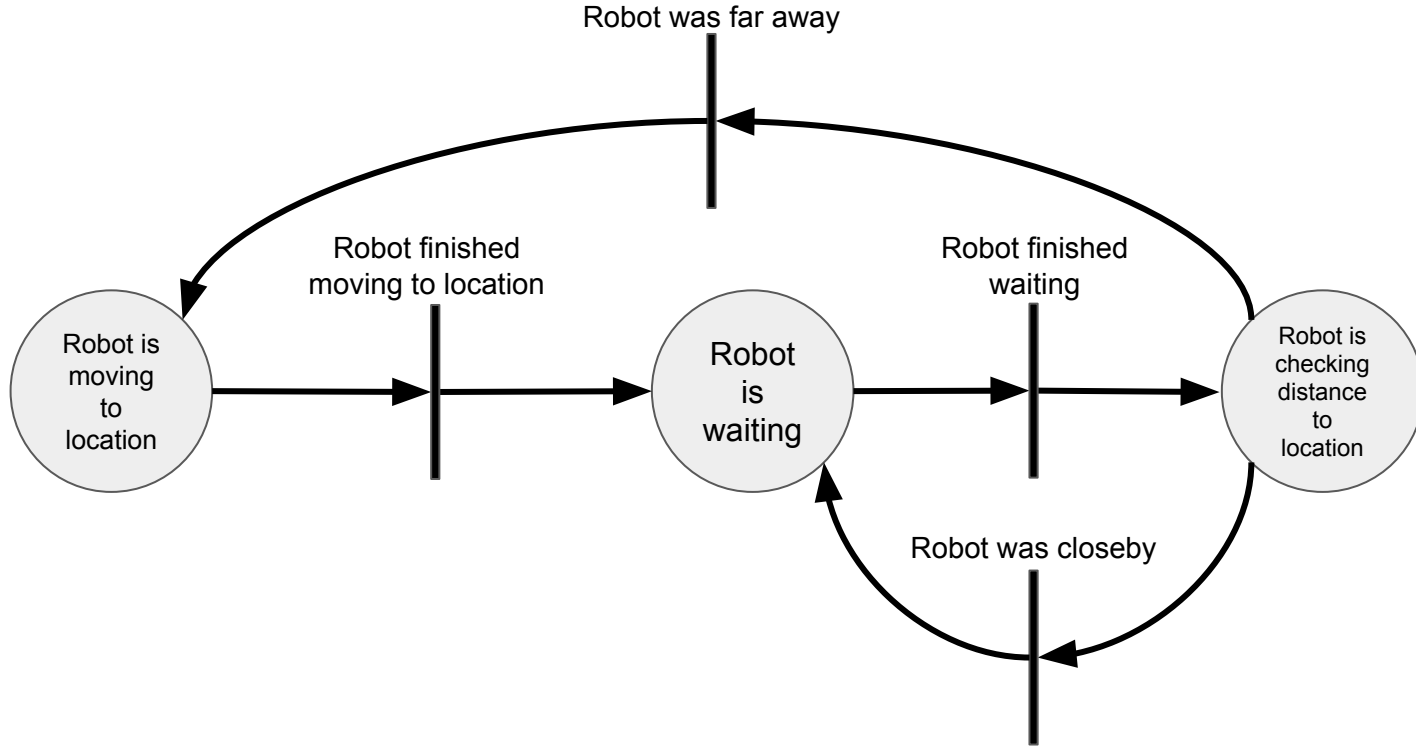 Robot was far away
Robot finished
moving to location
Robot finished
waiting
Robot is
moving
to
location
Robot
is
waiting
Robot is
checking
distance
to
location
Robot was closeby